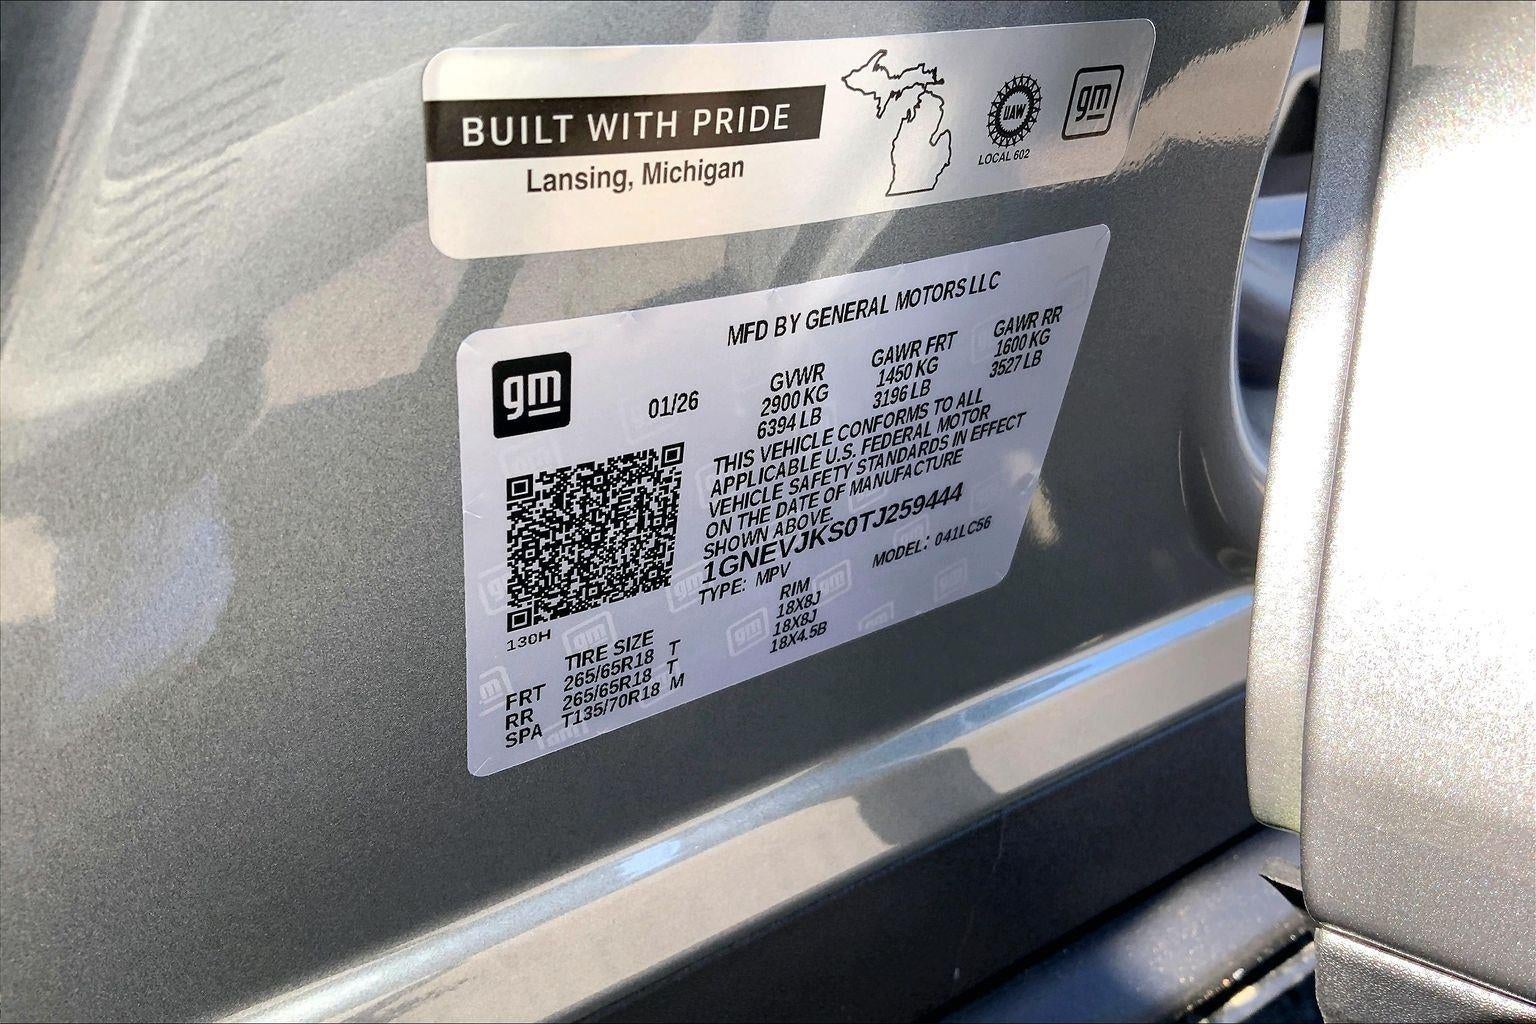 BUILT WITH PRIDE
Lansing, Michigan
UAW
LOCAL 602
gm
MFD BY GENERAL MOTORS LLC
gm
01/26
GVWR GAWR FRT GAWR RR
2900 KG 1450 KG 1600 KG
6394 LB 3196 LB 3527 LB
THIS VEHICLE CONFORMS TO ALL
APPLICABLE U.S. FEDERAL MOTOR
VEHICLE SAFETY STANDARDS IN EFFECT
ON THE DATE OF MANUFACTURE
SHOWN ABOVE.
1GNEVJKS0TJ259444
TYPE: MPV MODEL: 041LC56
130H
TIRE SIZE RIM
FRT 265/65R18 T 18X8J
RR 265/65R18 T 18X8J
SPA T135/70R18 M 18X4.5B